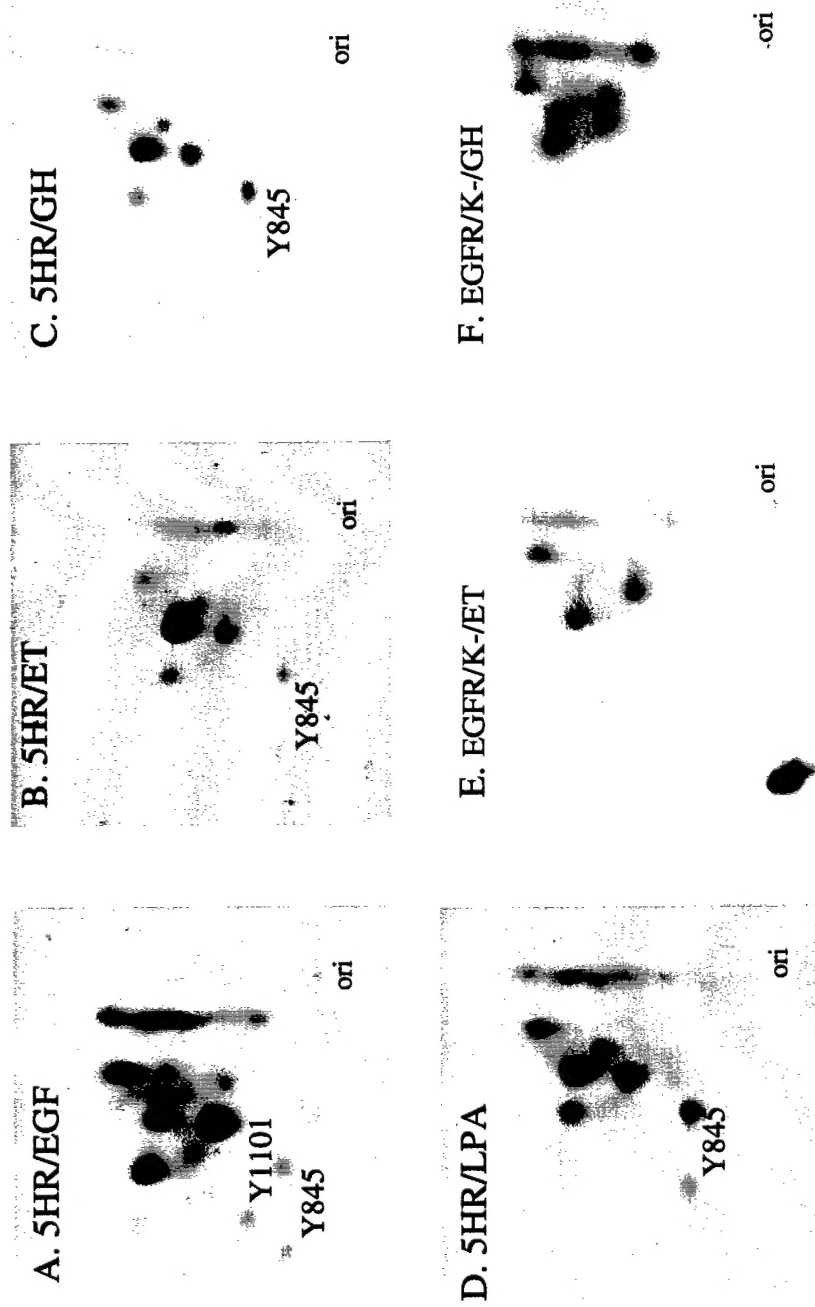 A. 5HR/EGF
Y1101
Y845
ori
B. 5HR/ET
Y845
ori
C. 5HR/GH
Y845
ori
D. 5HR/LPA
Y845
ori
E. EGFR/K-/ET
ori
F. EGFR/K-/GH
ori